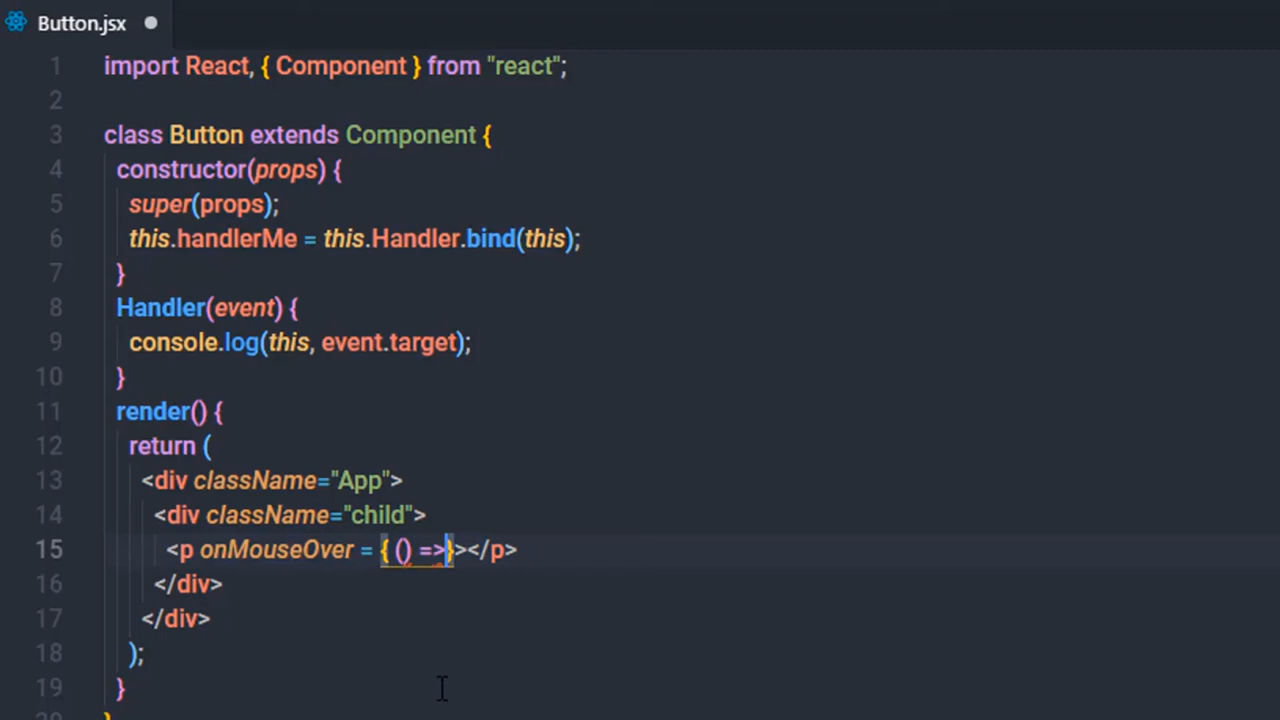 Button.jsx
1 import React, { Component } from "react";
2
3 class Button extends Component {
4 constructor(props) {
5 super(props);
6 this.handlerMe = this.Handler.bind(this);
7 }
8 Handler(event) {
9 console.log(this, event.target);
10 }
11 render() {
12 return (
13 <div className="App">
14 <div className="child">
15 <p onMouseOver = { () =>}></p>
16 </div>
17 </div>
18 );
19 }